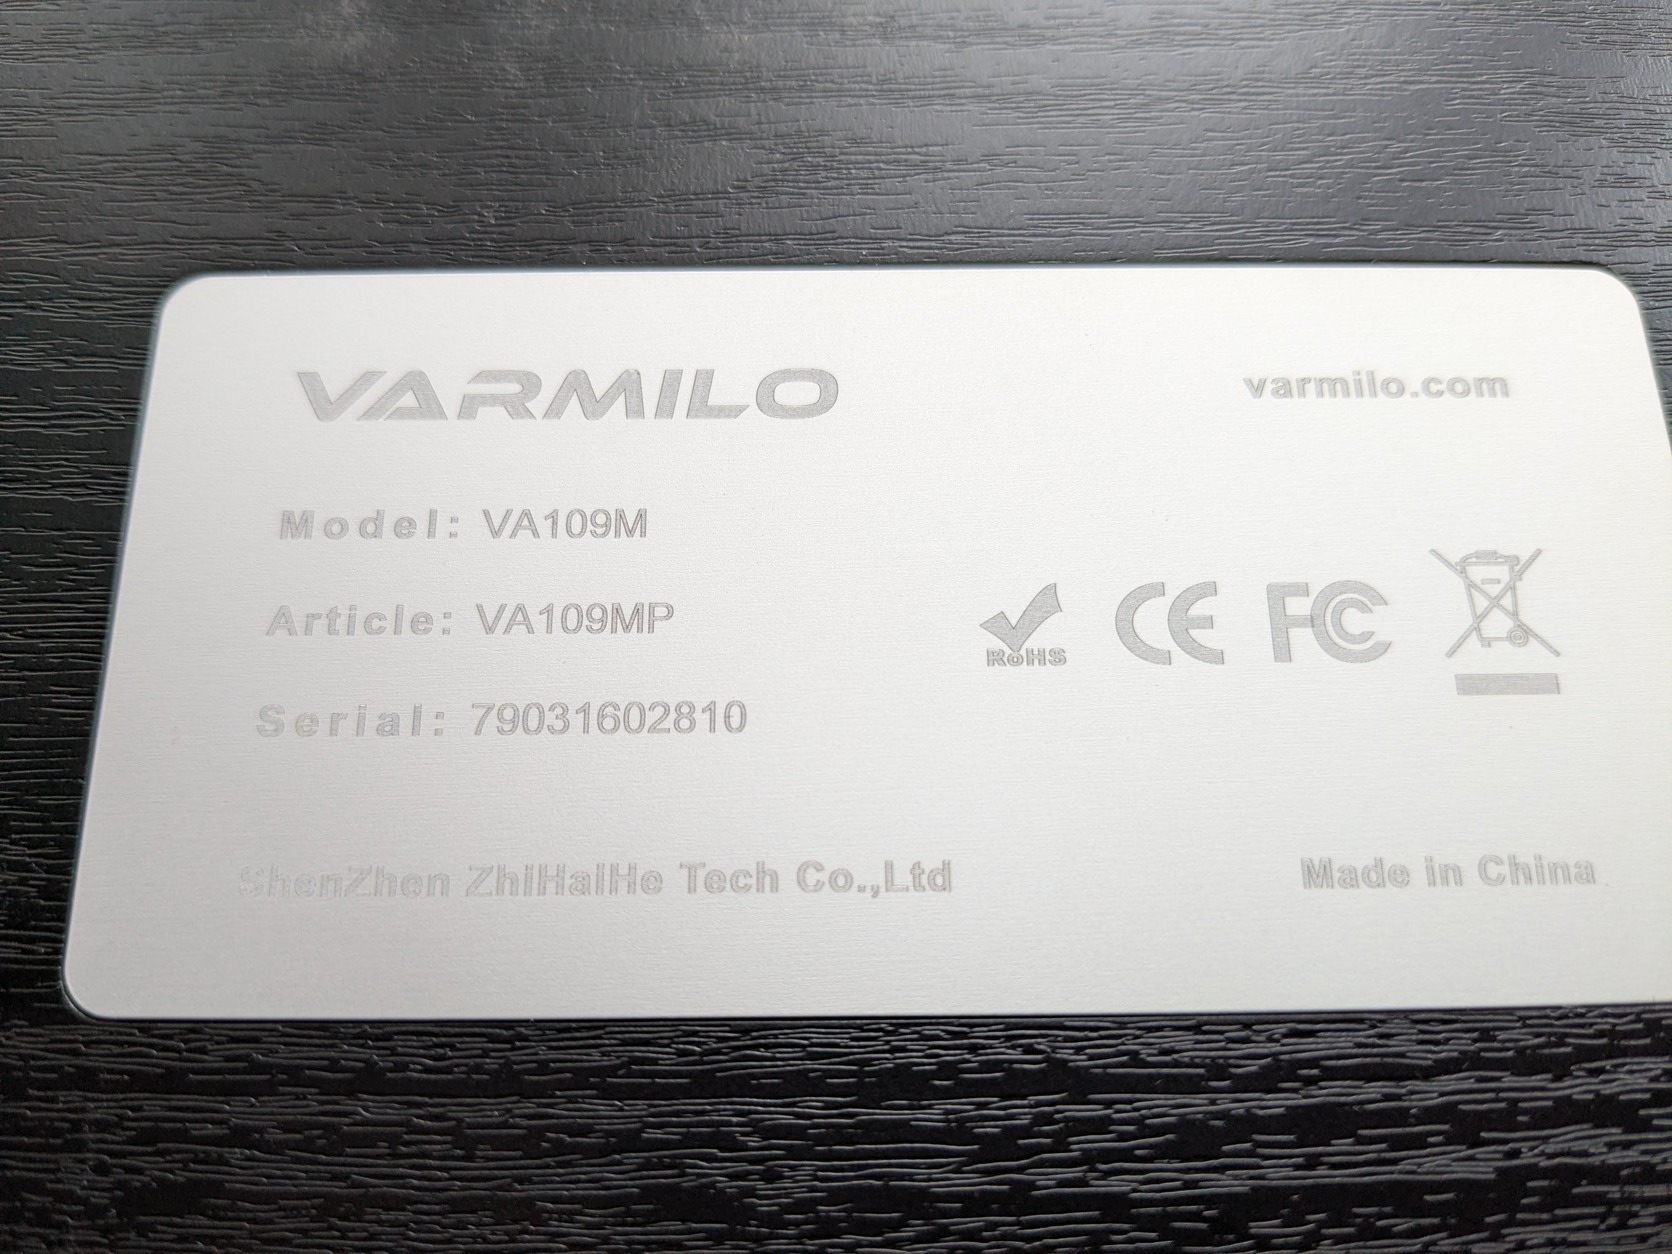 VARMILO
varmilo.com
Model: VA109M
Article: VA109MP
Serial: 79031602810
RoHS CE FC
ShenZhen ZhiHaiHe Tech Co.,Ltd
Made in China